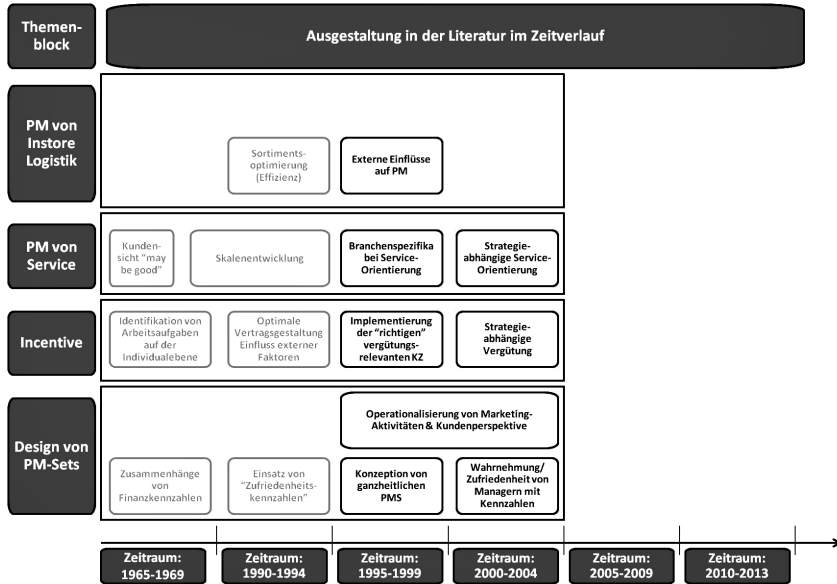 Themen-
block
Ausgestaltung in der Literatur im Zeitverlauf
PM von
Instore
Logistik
Sortiments-
optimierung
(Effizienz)
Externe Einflüsse
auf PM
PM von
Service
Kunden-
sicht "may
be good"
Skalenentwicklung
Branchenspezifika
bei Service-
Orientierung
Strategie-
abhängige Service-
Orientierung
Incentive
Identifikation von
Arbeitsaufgaben
auf der
Individualebene
Optimale
Vertragsgestaltung
Einfluss externer
Faktoren
Implementierung
der "richtigen"
vergütungs-
relevanten KZ
Strategie-
abhängige
Vergütung
Design von
PM-Sets
Operationalisierung von Marketing-
Aktivitäten & Kundenperspektive
Zusammenhänge
von
Finanzkennzahlen
Einsatz von
"Zufriedenheits-
kennzahlen"
Konzeption von
ganzheitlichen
PMS
Wahrnehmung/
Zufriedenheit von
Managern mit
Kennzahlen
Zeitraum:
1965-1969
Zeitraum:
1990-1994
Zeitraum:
1995-1999
Zeitraum:
2000-2004
Zeitraum:
2005-2009
Zeitraum:
2010-2013